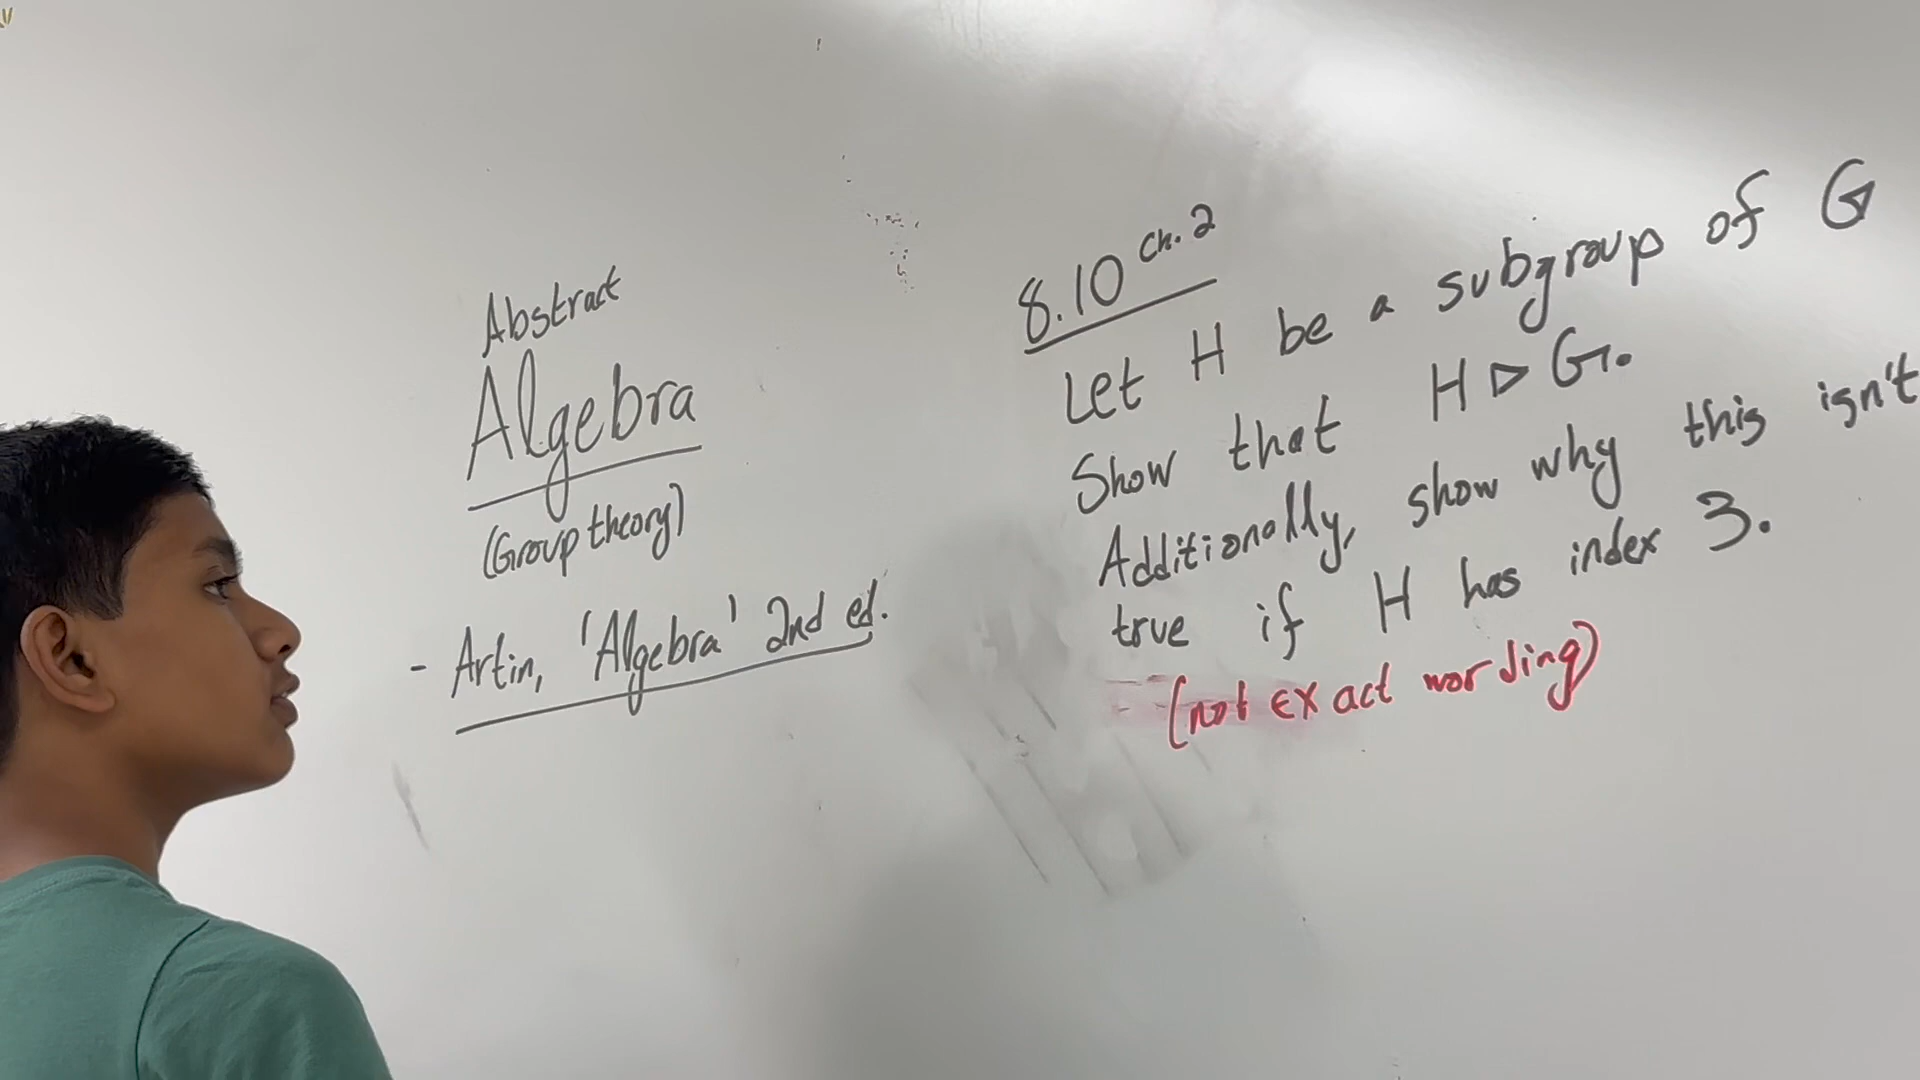 Abstract
Algebra
(Group theory)
- Artin, 'Algebra' 2nd ed.
8.10 Ch. 2
Let H be a subgroup of G
Show that H ▷ G.
Additionally, show why this isn't
true if H has index 3.
(not exact wording)